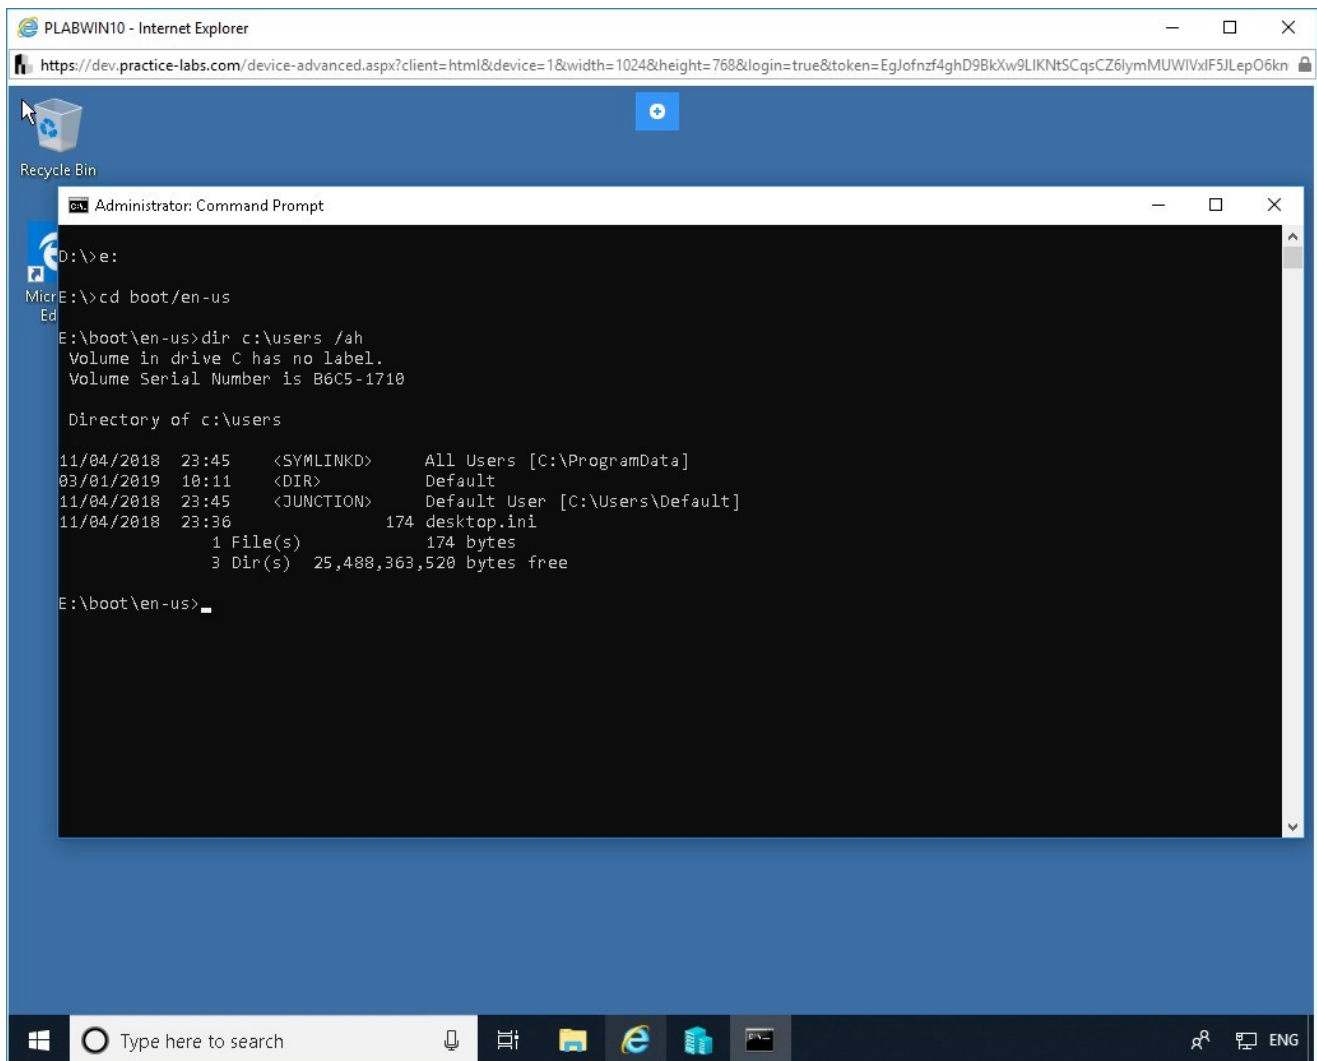 PLABWIN10 - Internet Explorer
https://dev.practice-labs.com/device-advanced.aspx?client=html&device=1&width=1024&height=768&login=true&token=EgJofnzf4ghD9BkXw9LIKNtSCqsCZ6lymMUWIVxlF5JLepO6kn
Recycle Bin
Administrator: Command Prompt
D:\>e:
Micr
Ed
E:\>cd boot/en-us
E:\boot\en-us>dir c:\users /ah
Volume in drive C has no label.
Volume Serial Number is B6C5-1710
Directory of c:\users
11/04/2018 23:45 <SYMLINKD> All Users [C:\ProgramData]
03/01/2019 10:11 <DIR> Default
11/04/2018 23:45 <JUNCTION> Default User [C:\Users\Default]
11/04/2018 23:36 174 desktop.ini
1 File(s) 174 bytes
3 Dir(s) 25,488,363,520 bytes free
E:\boot\en-us>
Type here to search
ENG